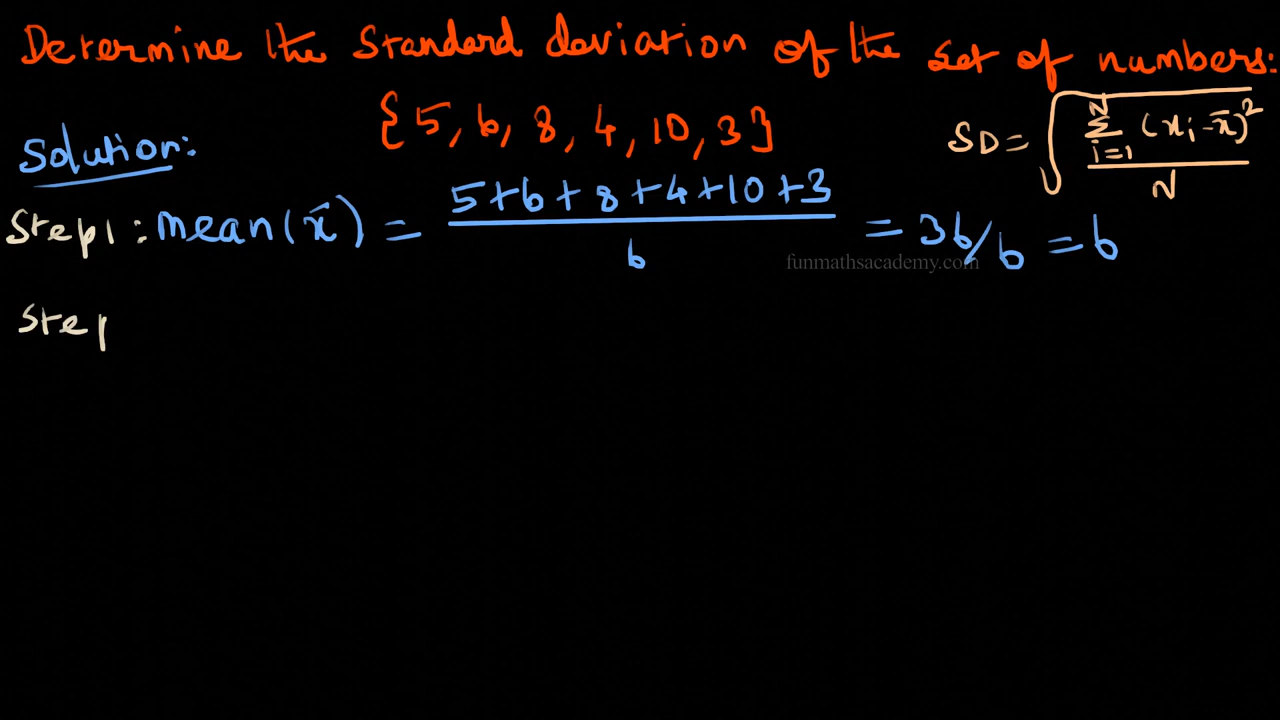 Determine the Standard deviation of the set of numbers:
{5, 6, 8, 4, 10, 3}
SD = √ N Σ i=1 (xi - x̄)² / N
Solution:
Step1: mean (x̄) = 5+6+8+4+10+3 / 6 = 36/6 = 6
funmathsacademy.com
Step